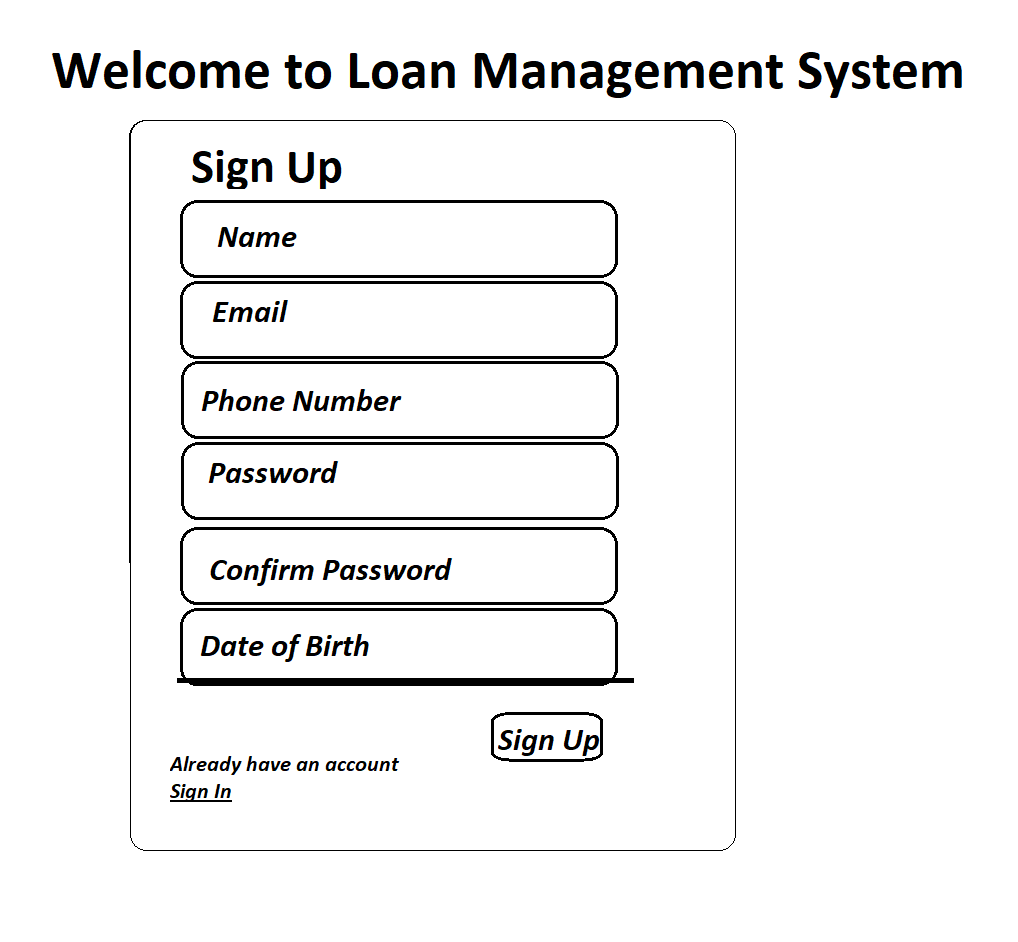 Welcome to Loan Management System
Sign Up
Name
Email
Phone Number
Password
Confirm Password
Date of Birth
Sign Up
Already have an account
Sign In